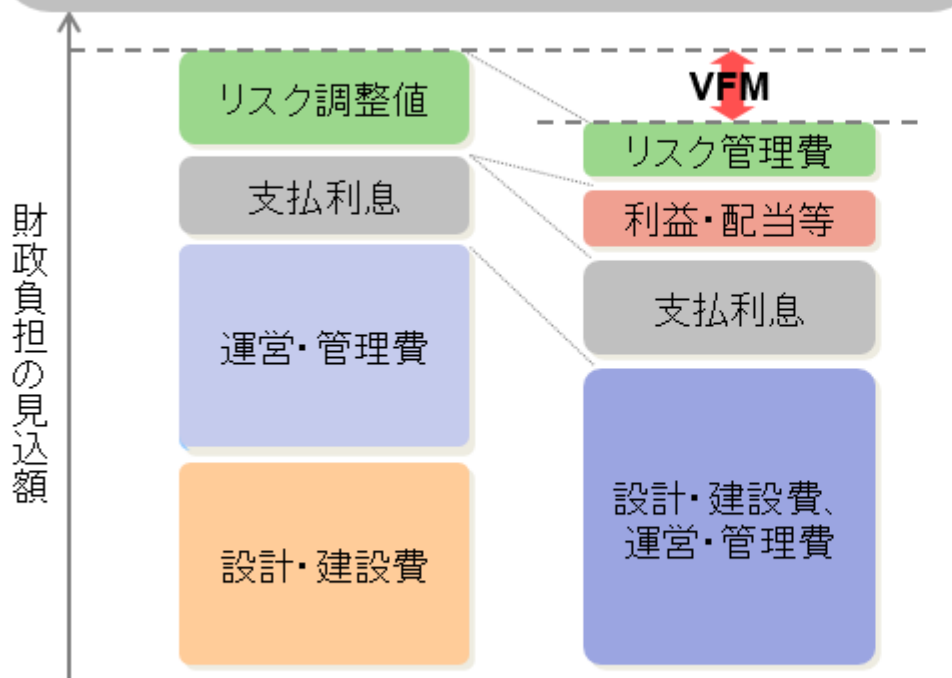 財政負担の見込額
リスク調整値
支払利息
運営・管理費
設計・建設費
VFM
リスク管理費
利益・配当等
支払利息
設計・建設費、
運営・管理費